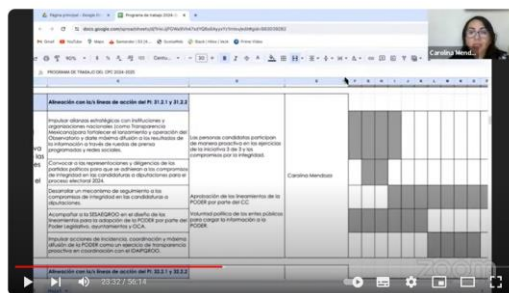 Página principal - Google Dr
Programa de trabajo 2024-2
Gmail YouTube Maps
PROGRAMA DE TRABAJO DEL CPC 2024-2025
Carolina Mend...
Alineación con la/s líneas de acción del PI: 31.2.1 y 31.2.2
Impulsar alianzas estratégicas con instituciones y
organizaciones nacionales (como Transparencia
Mexicana)para fortalecer el lanzamiento y operación del
Observatorio y darle máxima difusión a los resultados de
la información a través de ruedas de prensa
programadas y redes sociales.
Convocar a las representaciones y dirigencias de los
partidos políticos para que se adhieran a los compromisos
de integridad en las candidaturas a diputaciones para el
proceso electoral 2024.
Desarrollar un mecanismo de seguimiento a los
compromisos de integridad en las candidaturas a
diputaciones.
Acompañar a la SESAEQROO en el diseño de los
lineamientos para la adopción de la PODER por parte del
Poder Legislativo, ayuntamientos y OCA.
Impulsar acciones de incidencia, coordinación y máxima
difusión de la PODER como un ejercicio de transparencia
proactiva en coordinación con el IDAIPQROO.
Las personas candidatas participan
de manera proactiva en los ejercicios
de la iniciativa 3 de 3 y los
compromisos por la integridad.
Aprobación de los lineamientos de la
PODER por parte del CC
Voluntad política de los entes públicos
para cargar la información a la
PODER.
Carolina Mendoza
Alineación con la/s líneas de acción del PI: 32.2.1 y 32.2.2
zoom
23:32 / 56:14